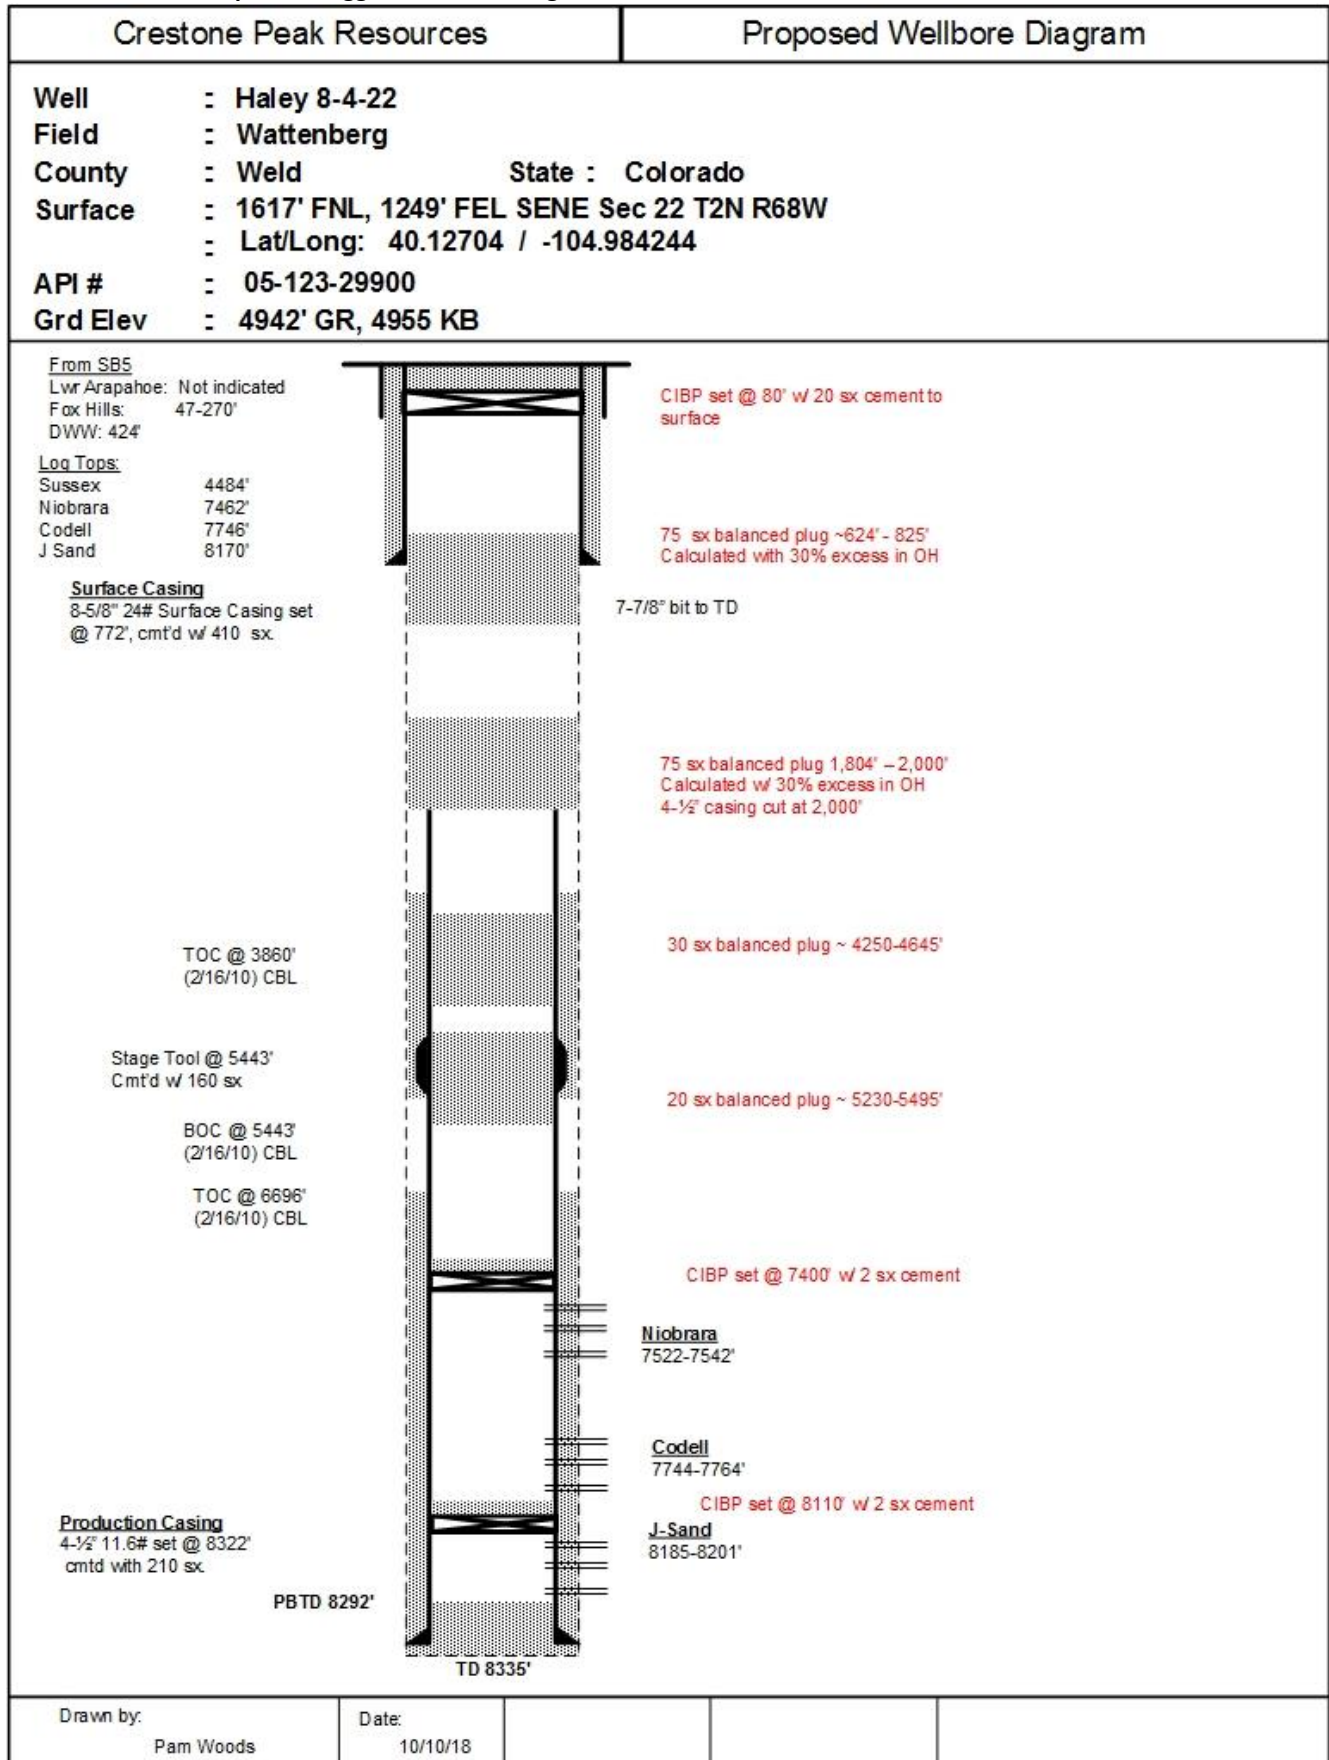 Crestone Peak Resources
Proposed Wellbore Diagram
Well : Haley 8-4-22
Field : Wattenberg
County : Weld State : Colorado
Surface : 1617' FNL, 1249' FEL SENE Sec 22 T2N R68W
: Lat/Long: 40.12704 / -104.984244
API # : 05-123-29900
Grd Elev : 4942' GR, 4955 KB
From SB5
Lwr Arapahoe: Not indicated
Fox Hills: 47-270'
DWW: 424'
Log Tops:
Sussex 4484'
Niobrara 7462'
Codell 7746'
J Sand 8170'
Surface Casing
8-5/8" 24# Surface Casing set
@ 772', cmt'd w/ 410 sx.
CIBP set @ 80' w/ 20 sx cement to
surface
75 sx balanced plug ~624' - 825'
Calculated with 30% excess in OH
7-7/8" bit to TD
75 sx balanced plug 1,804' – 2,000'
Calculated w/ 30% excess in OH
4-½" casing cut at 2,000'
30 sx balanced plug ~ 4250-4645'
TOC @ 3860'
(2/16/10) CBL
Stage Tool @ 5443'
Cmt'd w/ 160 sx
20 sx balanced plug ~ 5230-5495'
BOC @ 5443'
(2/16/10) CBL
TOC @ 6696'
(2/16/10) CBL
CIBP set @ 7400' w/ 2 sx cement
Niobrara
7522-7542'
Codell
7744-7764'
CIBP set @ 8110' w/ 2 sx cement
J-Sand
8185-8201'
Production Casing
4-½" 11.6# set @ 8322'
cmtd with 210 sx.
PBTD 8292'
TD 8335'
Drawn by:
Pam Woods
Date:
10/10/18